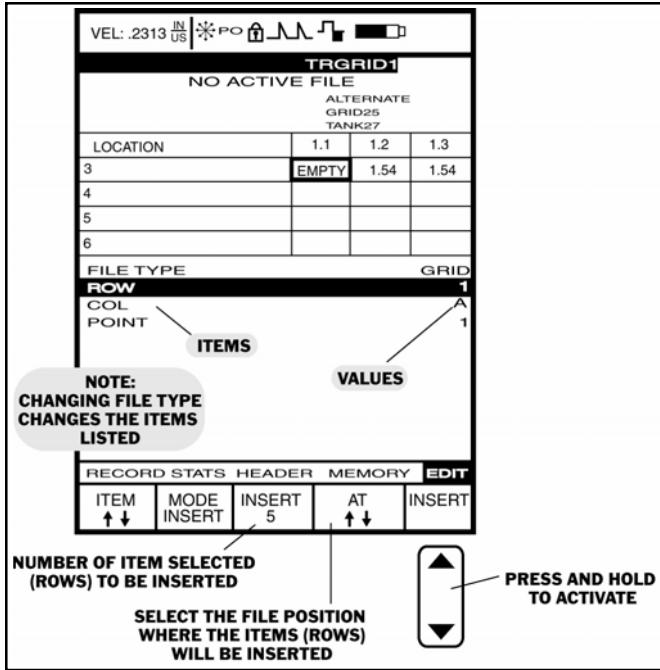 VEL: .2313 IN US PO
TRGRID1
NO ACTIVE FILE
ALTERNATE
GRID25
TANK27
LOCATION 1.1 1.2 1.3
3 EMPTY 1.54 1.54
4
5
6
FILE TYPE GRID
ROW 1
COL A
POINT 1
ITEMS
VALUES
NOTE:
CHANGING FILE TYPE
CHANGES THE ITEMS
LISTED
RECORD STATS HEADER MEMORY EDIT
ITEM MODE INSERT AT INSERT
INSERT 5
NUMBER OF ITEM SELECTED
(ROWS) TO BE INSERTED
SELECT THE FILE POSITION
WHERE THE ITEMS (ROWS)
WILL BE INSERTED
PRESS AND HOLD
TO ACTIVATE